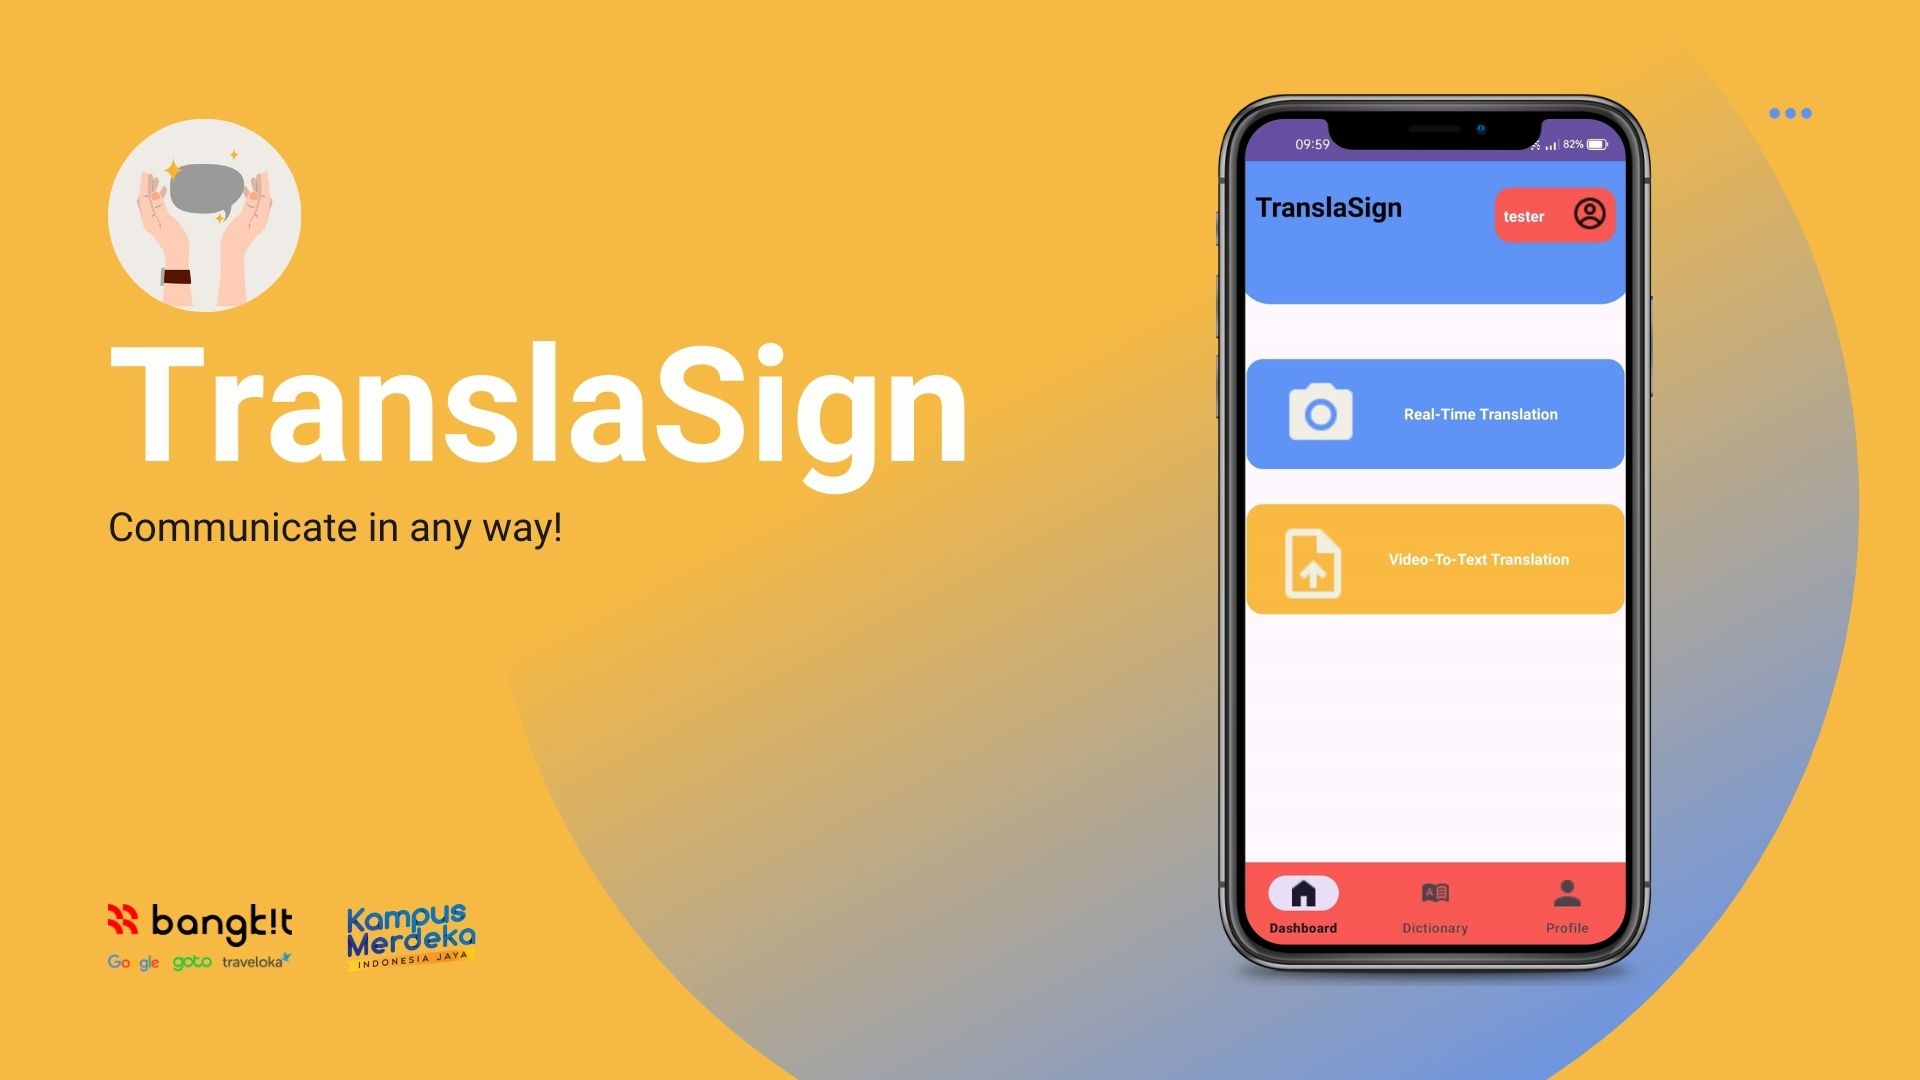 TranslaSign
Communicate in any way!
bangk!t
Google goto traveloka
Kampus
Merdeka
INDONESIA JAYA
09:59
82%
TranslaSign
tester
Real-Time Translation
Video-To-Text Translation
Dashboard
Dictionary
Profile